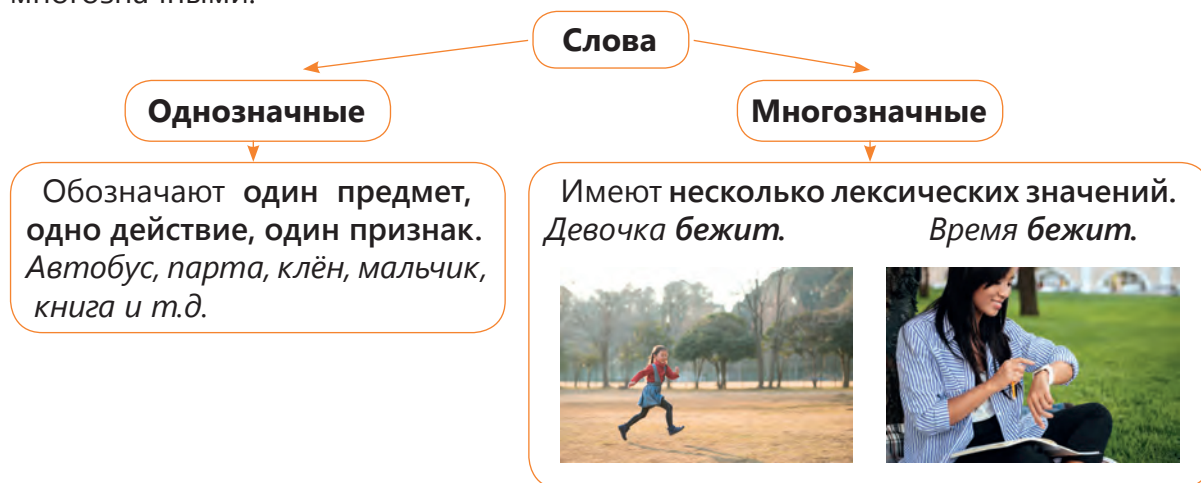 многозначными.
Слова
Однозначные
Многозначные
Обозначают один предмет,
одно действие, один признак.
Автобус, парта, клён, мальчик,
книга и т.д.
Имеют несколько лексических значений.
Девочка бежит. Время бежит.